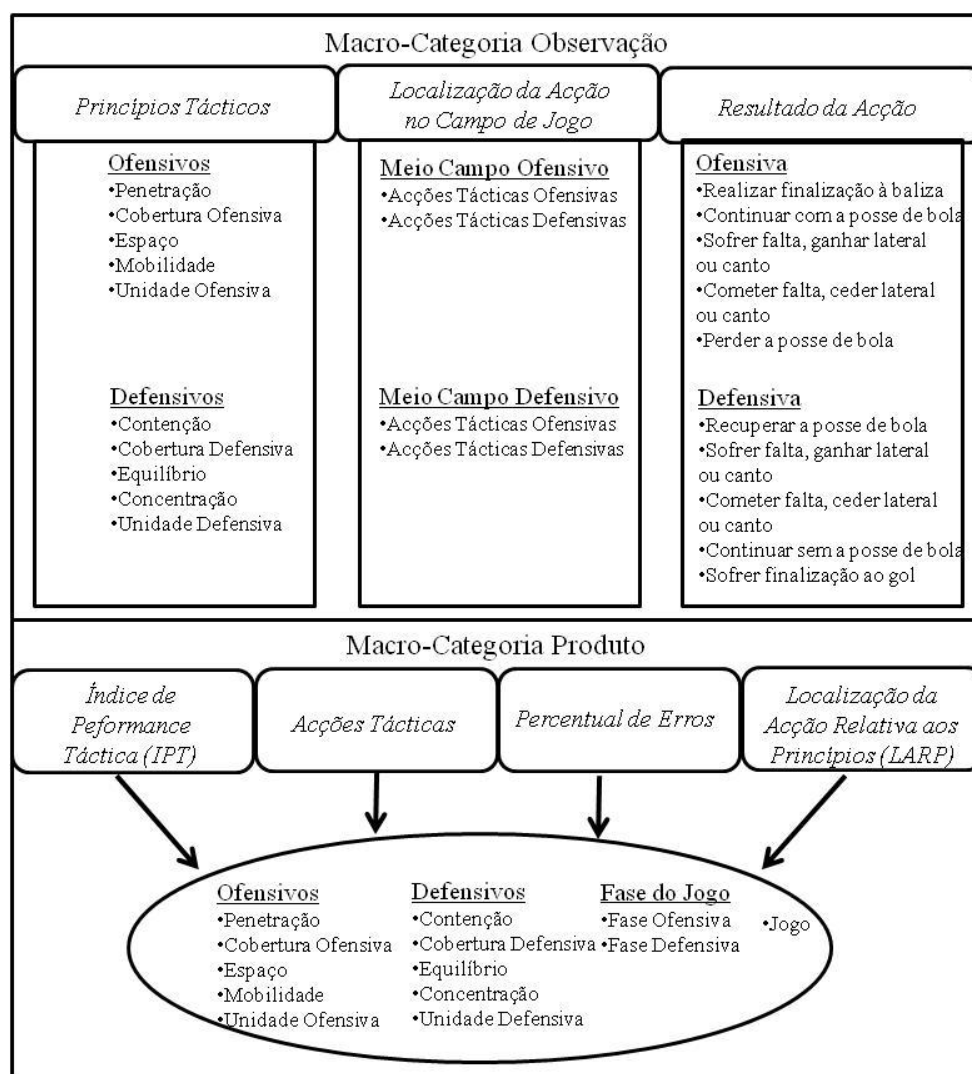 Macro-Categoria Observação
Princípios Tácticos
Localização da Acção
no Campo de Jogo
Resultado da Acção
Ofensivos
•Penetração
•Cobertura Ofensiva
•Espaço
•Mobilidade
•Unidade Ofensiva
Defensivos
•Contenção
•Cobertura Defensiva
•Equilíbrio
•Concentração
•Unidade Defensiva
Meio Campo Ofensivo
•Acções Tácticas Ofensivas
•Acções Tácticas Defensivas
Meio Campo Defensivo
•Acções Tácticas Ofensivas
•Acções Tácticas Defensivas
Ofensiva
•Realizar finalização à baliza
•Continuar com a posse de bola
•Sofrer falta, ganhar lateral
ou canto
•Cometer falta, ceder lateral
ou canto
•Perder a posse de bola
Defensiva
•Recuperar a posse de bola
•Sofrer falta, ganhar lateral
ou canto
•Cometer falta, ceder lateral
ou canto
•Continuar sem a posse de bola
•Sofrer finalização ao gol
Macro-Categoria Produto
Índice de
Peformance
Táctica (IPT)
Acções Tácticas
Percentual de Erros
Localização da
Acção Relativa aos
Princípios (LARP)
Ofensivos
•Penetração
•Cobertura Ofensiva
•Espaço
•Mobilidade
•Unidade Ofensiva
Defensivos
•Contenção
•Cobertura Defensiva
•Equilíbrio
•Concentração
•Unidade Defensiva
Fase do Jogo
•Fase Ofensiva
•Fase Defensiva
•Jogo